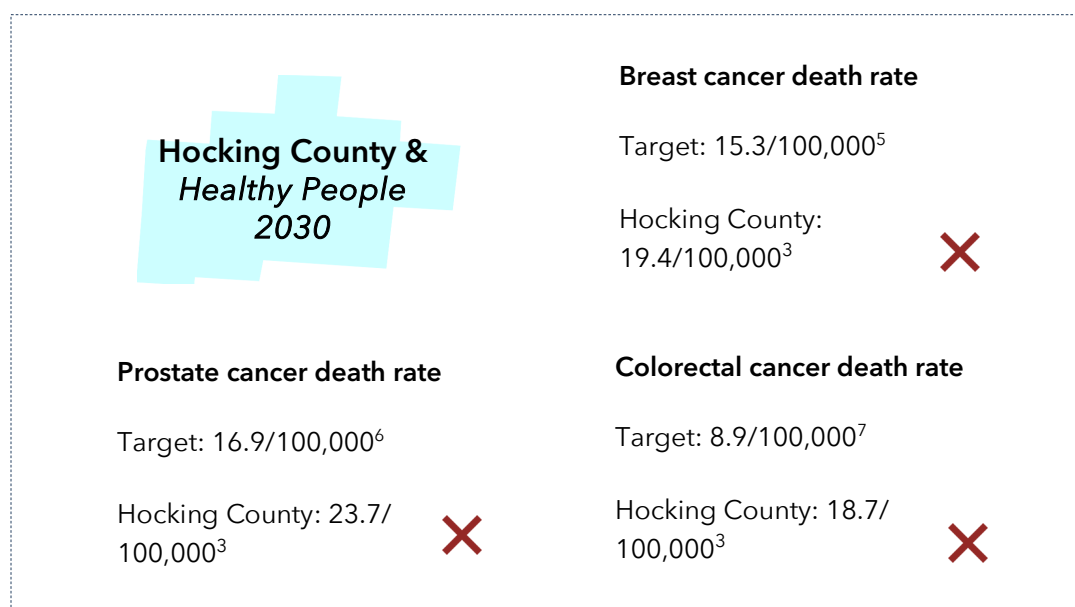 Hocking County &
Healthy People
2030
Breast cancer death rate
Target: 15.3/100,000⁵
Hocking County:
19.4/100,000³
Prostate cancer death rate
Target: 16.9/100,000⁶
Hocking County: 23.7/
100,000³
Colorectal cancer death rate
Target: 8.9/100,000⁷
Hocking County: 18.7/
100,000³